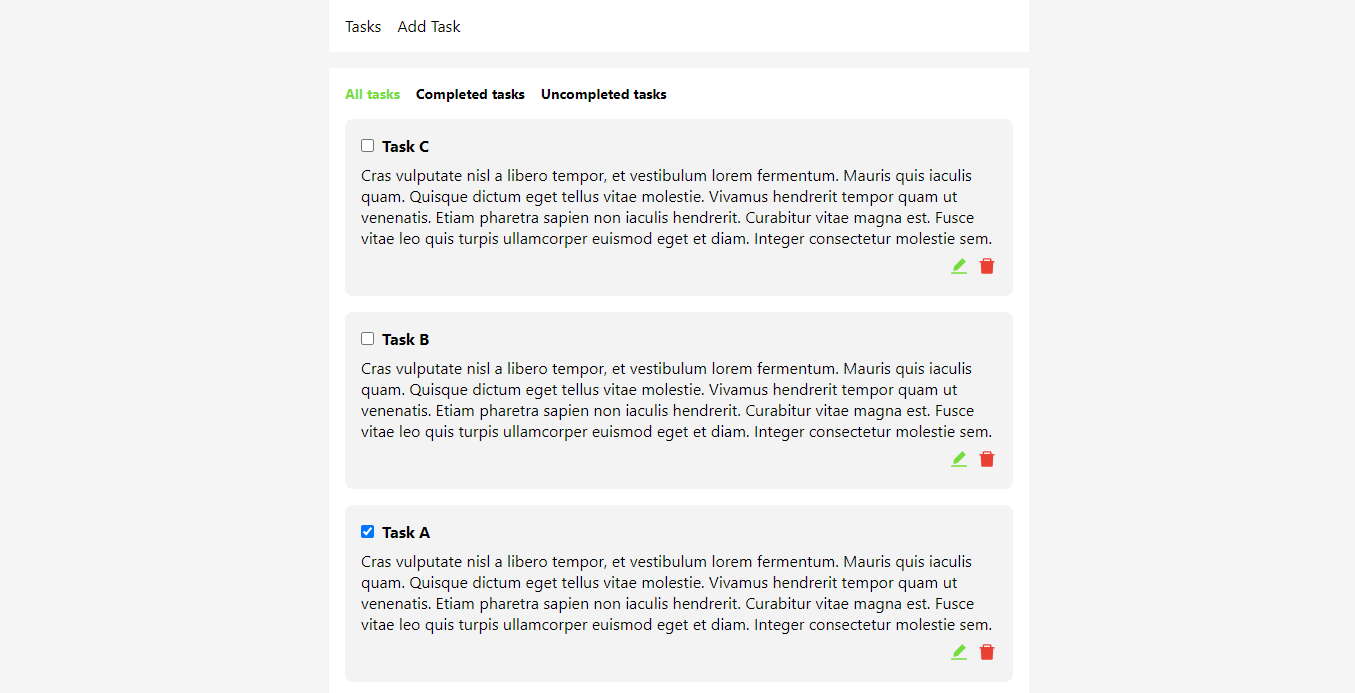 Tasks Add Task
All tasks Completed tasks Uncompleted tasks
Task C
Cras vulputate nisl a libero tempor, et vestibulum lorem fermentum. Mauris quis iaculis
quam. Quisque dictum eget tellus vitae molestie. Vivamus hendrerit tempor quam ut
venenatis. Etiam pharetra sapien non iaculis hendrerit. Curabitur vitae magna est. Fusce
vitae leo quis turpis ullamcorper euismod eget et diam. Integer consectetur molestie sem.
Task B
Cras vulputate nisl a libero tempor, et vestibulum lorem fermentum. Mauris quis iaculis
quam. Quisque dictum eget tellus vitae molestie. Vivamus hendrerit tempor quam ut
venenatis. Etiam pharetra sapien non iaculis hendrerit. Curabitur vitae magna est. Fusce
vitae leo quis turpis ullamcorper euismod eget et diam. Integer consectetur molestie sem.
Task A
Cras vulputate nisl a libero tempor, et vestibulum lorem fermentum. Mauris quis iaculis
quam. Quisque dictum eget tellus vitae molestie. Vivamus hendrerit tempor quam ut
venenatis. Etiam pharetra sapien non iaculis hendrerit. Curabitur vitae magna est. Fusce
vitae leo quis turpis ullamcorper euismod eget et diam. Integer consectetur molestie sem.